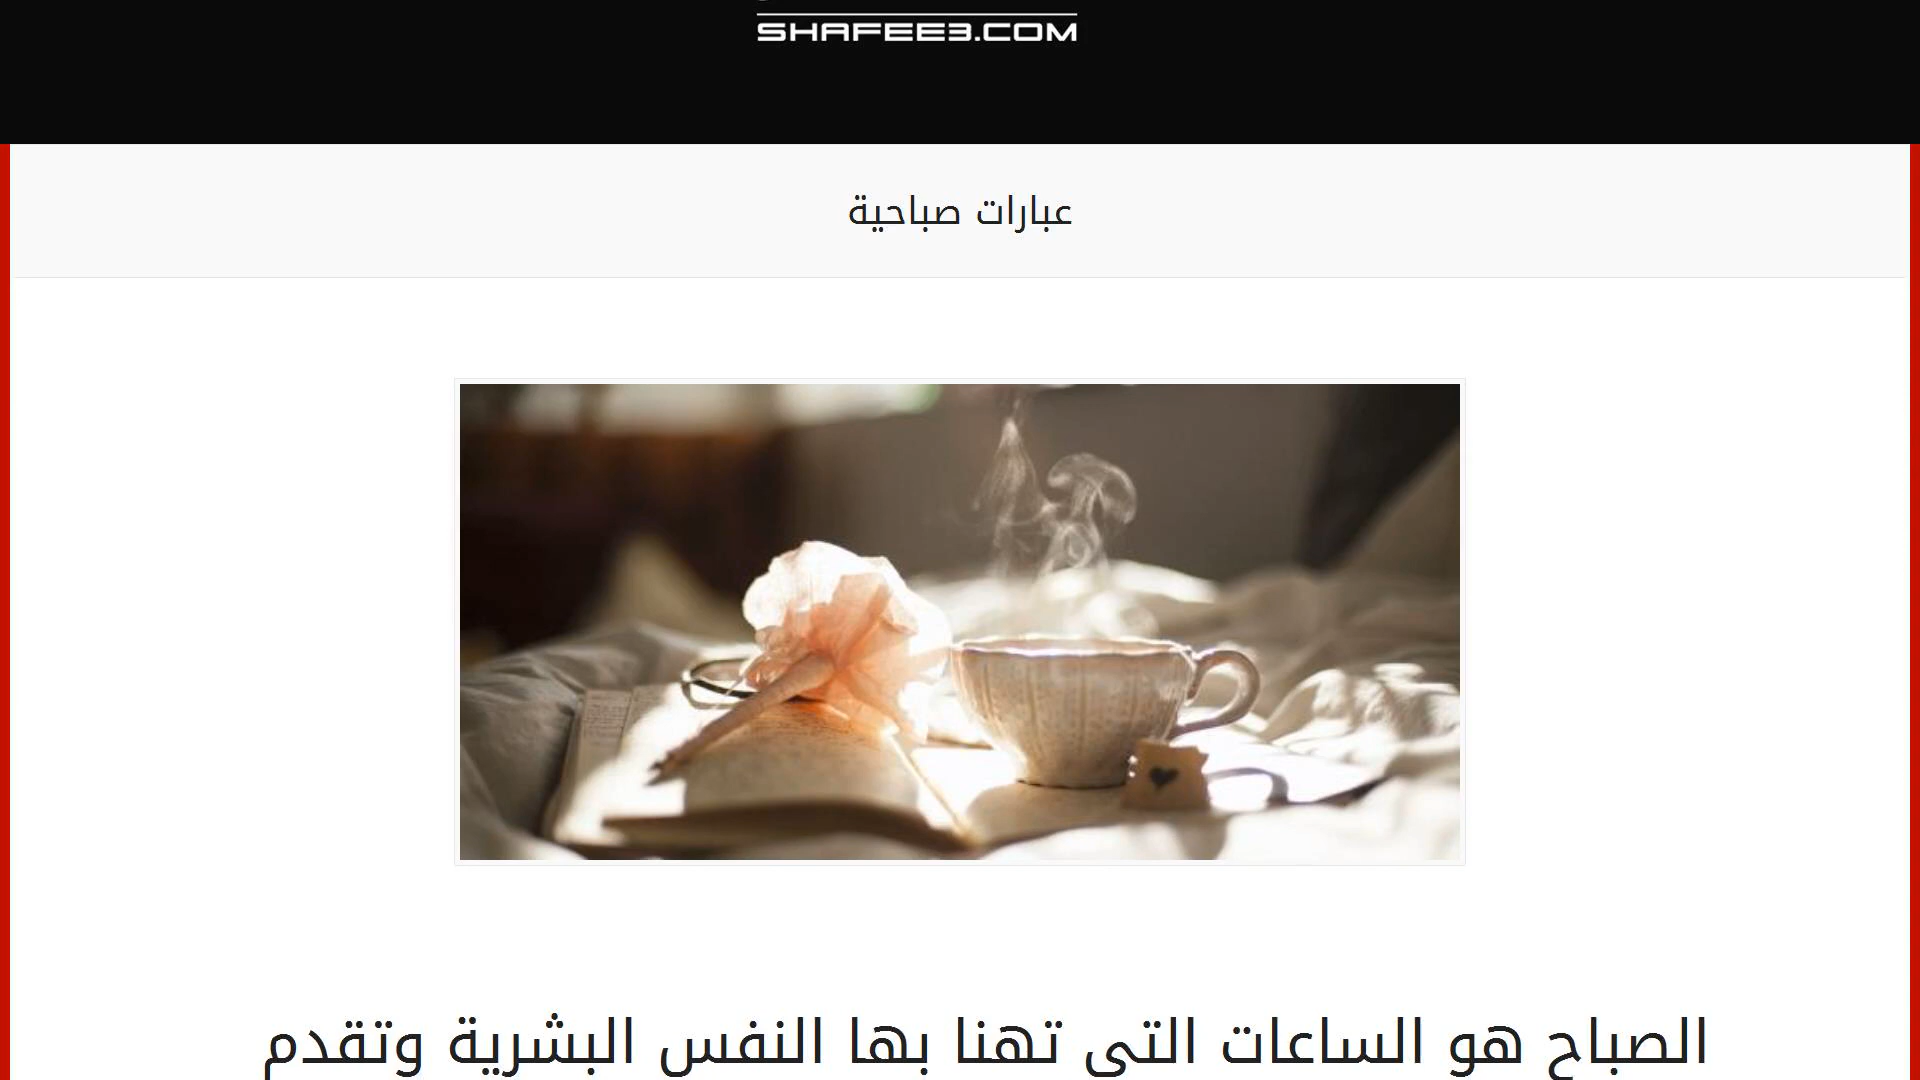 SHAFEE3.COM
عبارات صباحية
الصباح هو الساعات التى تهنا بها النفس البشرية وتقدم